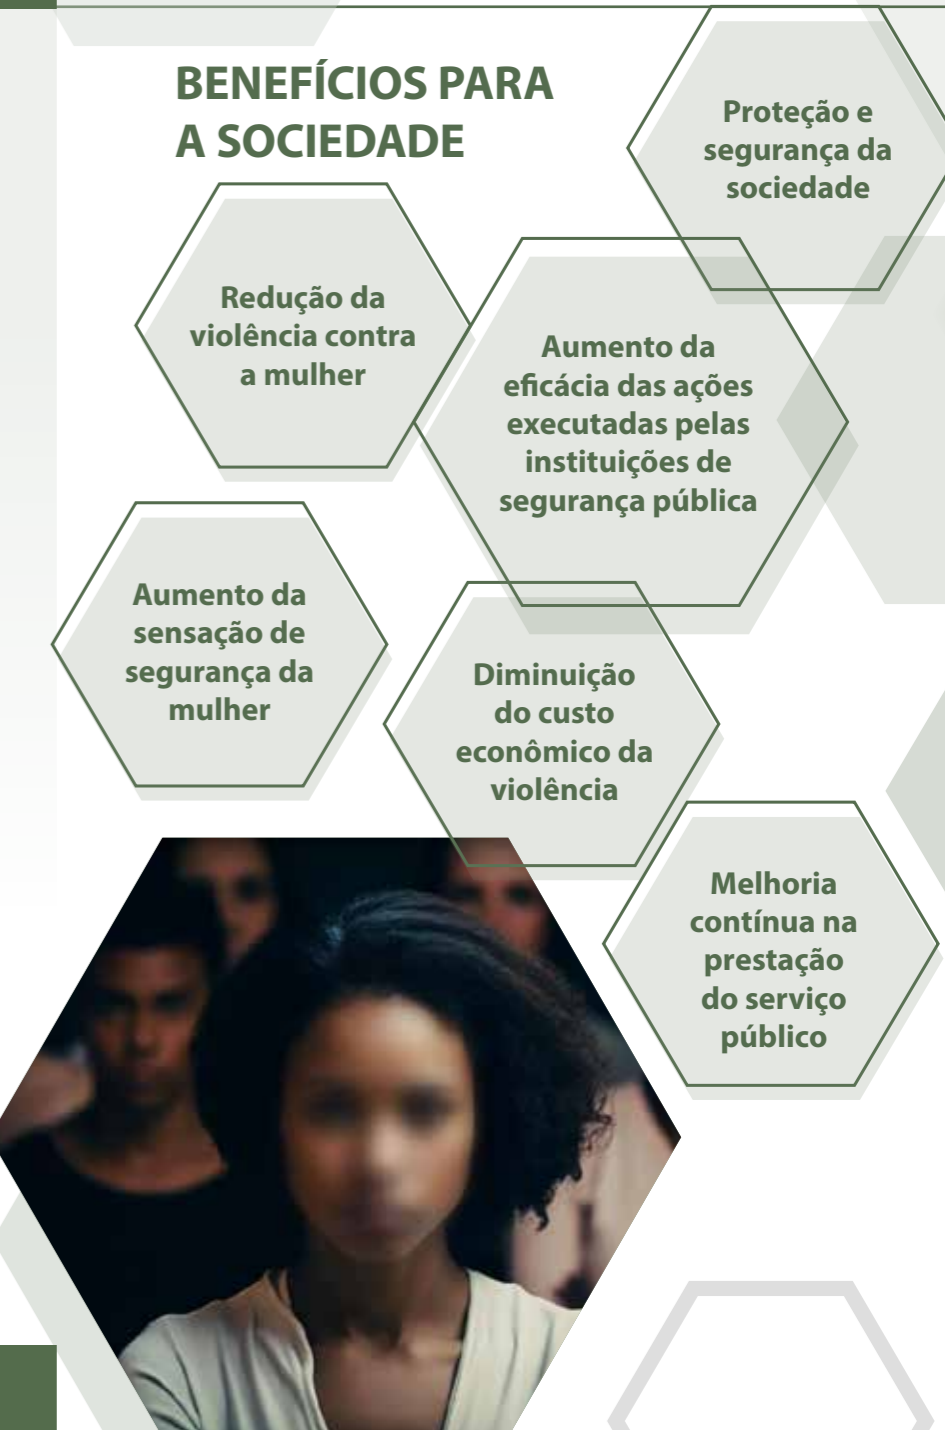 BENEFÍCIOS PARA
A SOCIEDADE
Proteção e
segurança da
sociedade
Redução da
violência contra
a mulher
Aumento da
eficácia das ações
executadas pelas
instituições de
segurança pública
Aumento da
sensação de
segurança da
mulher
Diminuição
do custo
econômico da
violência
Melhoria
contínua na
prestação
do serviço
público